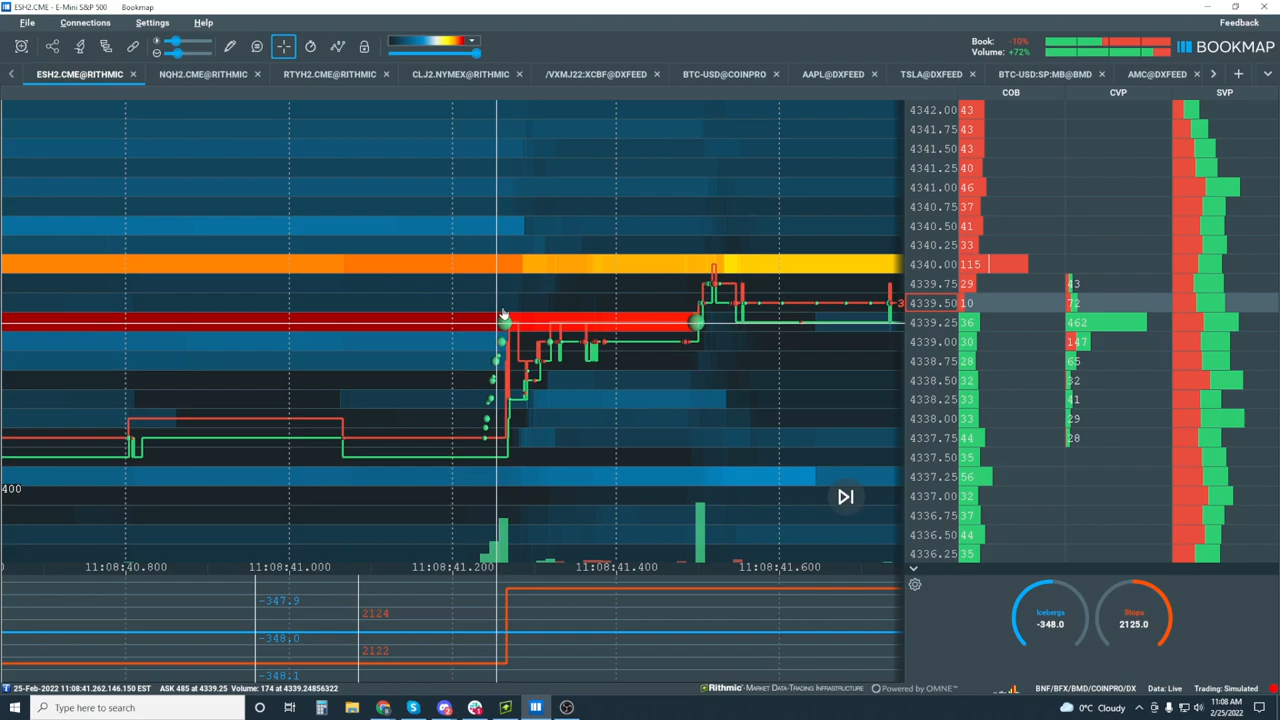 ESH2.CME - E-Mini S&P 500 Bookmap
File Connections Settings Help Feedback
Book: -10%
Volume: +72%
BOOKMAP
ESH2.CME@RITHMIC NQH2.CME@RITHMIC RTYH2.CME@RITHMIC CLJ2.NYMEX@RITHMIC /VXMJ22:XCBF@DXFEED BTC-USD@COINPRO AAPL@DXFEED TSLA@DXFEED BTC-USD:SP:MB@BMD AMC@DXFEED
COB CVP SVP
4342.00 43
4341.75 43
4341.50 43
4341.25 40
4341.00 46
4340.75 37
4340.50 41
4340.25 33
4340.00 115
4339.75 29 43
3 4339.50 10 72
4339.25 36 462
4339.00 30 147
4338.75 28 65
4338.50 32 32
4338.25 33 41
4338.00 33 29
4337.75 44 28
4337.50 35
4337.25 56
4337.00 32
4336.75 37
4336.50 44
4336.25 35
400
11:08:40.800 11:08:41.000 11:08:41.200 11:08:41.400 11:08:41.600
-347.9
2124
-348.0
2122
-348.1
Icebergs
-348.0
Stops
2125.0
25-Feb-2022 11:08:41.262.146.150 EST ASK 485 at 4339.25 Volume: 174 at 4339.24856322
Rithmic - Market Data-Trading Infrastructure Powered by OMNE™ BNF/BFX/BMD/COINPRO/DX Data: Live Trading: Simulated
Type here to search
0°C Cloudy
11:08 AM
2/25/2022